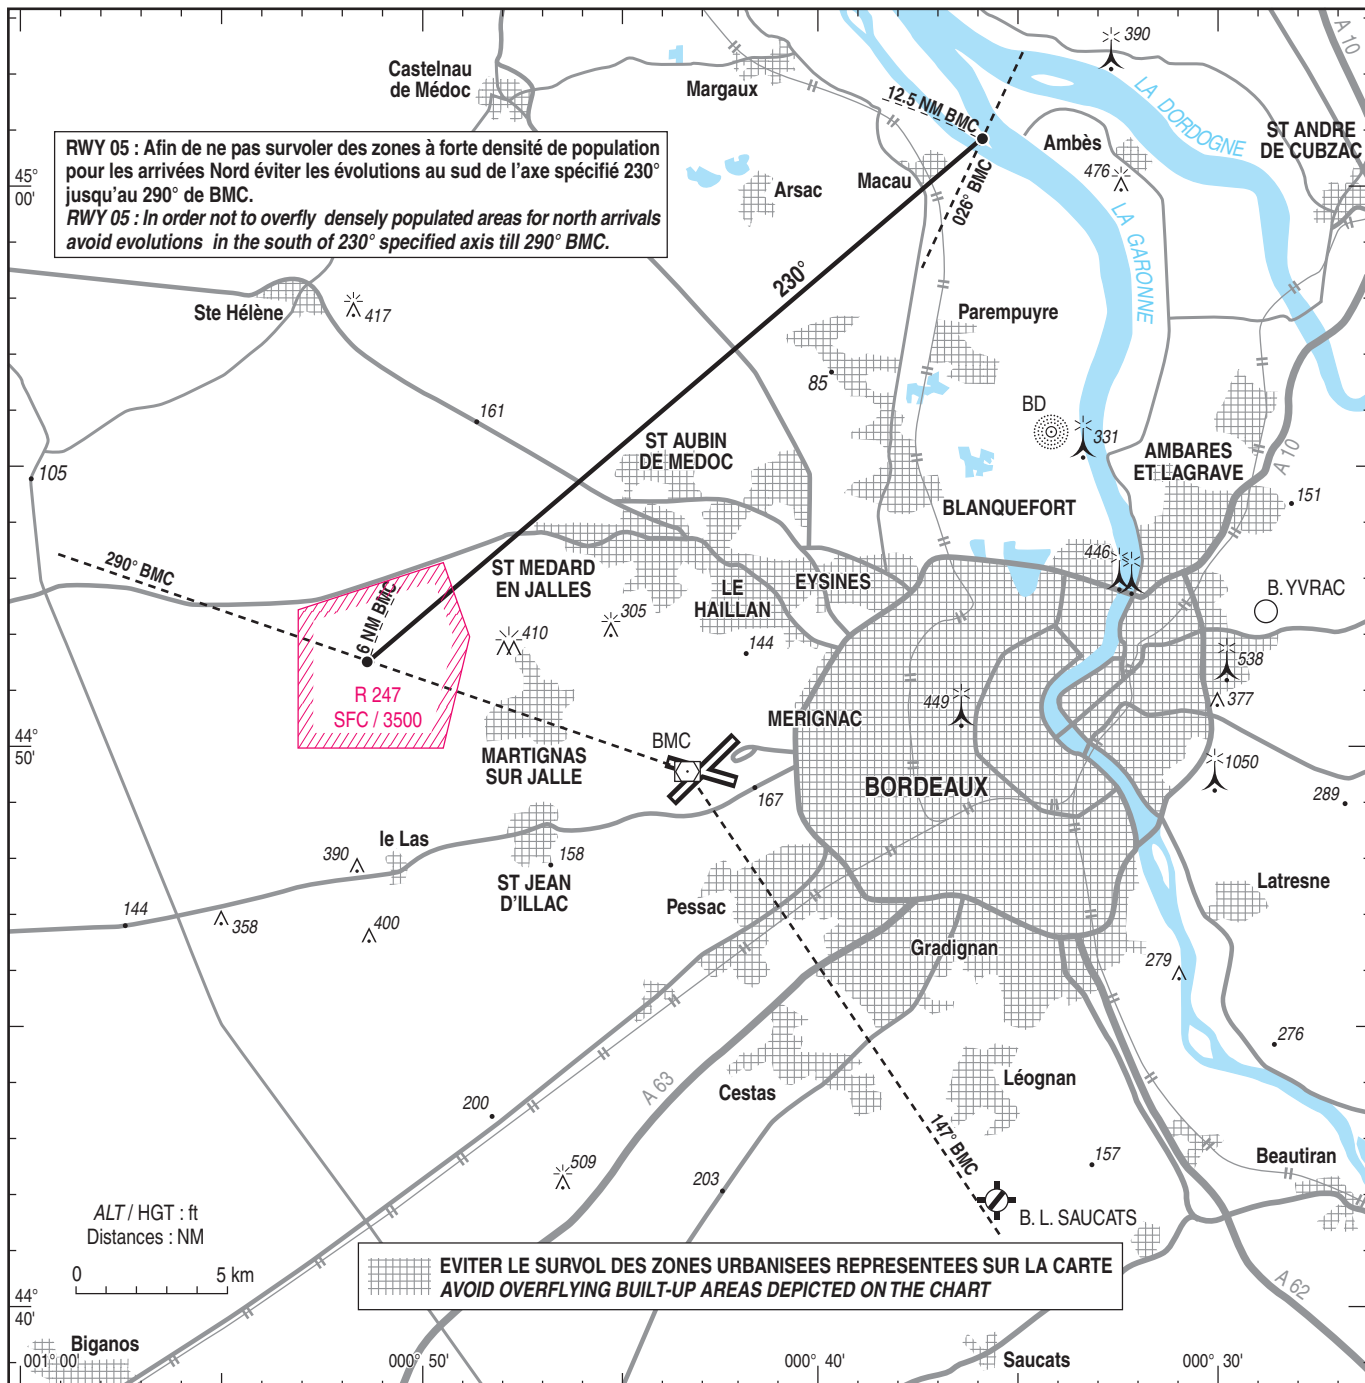 390
A 10
Castelnau
de Médoc
Margaux
12.5 NM BMC
LA DORDOGNE
ST ANDRE
DE CUBZAC
Ambès
476
RWY 05 : Afin de ne pas survoler des zones à forte densité de population
pour les arrivées Nord éviter les évolutions au sud de l'axe spécifié 230°
jusqu'au 290° de BMC.
RWY 05 : In order not to overfly densely populated areas for north arrivals
avoid evolutions in the south of 230° specified axis till 290° BMC.
45°
00'
Arsac
Macau
026° BMC
LA GARONNE
230°
Ste Hélène
417
Parempuyre
85
161
BD
331
ST AUBIN
DE MEDOC
AMBARES
ET LAGRAVE
A 10
105
151
BLANQUEFORT
290° BMC
446
ST MEDARD
EN JALLES
EYSINES
LE
HAILLAN
B. YVRAC
6 NM BMC
305
410
144
538
R 247
SFC / 3500
449
377
MERIGNAC
44°
50'
MARTIGNAS
SUR JALLE
BMC
1050
BORDEAUX
167
289
le Las
390
158
ST JEAN
D'ILLAC
Latresne
144
358
400
Pessac
Gradignan
279
276
A 63
Cestas
Léognan
200
147° BMC
157
Beautiran
509
203
B. L. SAUCATS
ALT / HGT : ft
Distances : NM
0
5 km
EVITER LE SURVOL DES ZONES URBANISEES REPRESENTEES SUR LA CARTE
AVOID OVERFLYING BUILT-UP AREAS DEPICTED ON THE CHART
A 62
44°
40'
Biganos
Saucats
001° 00'
000° 50'
000° 40'
000° 30'